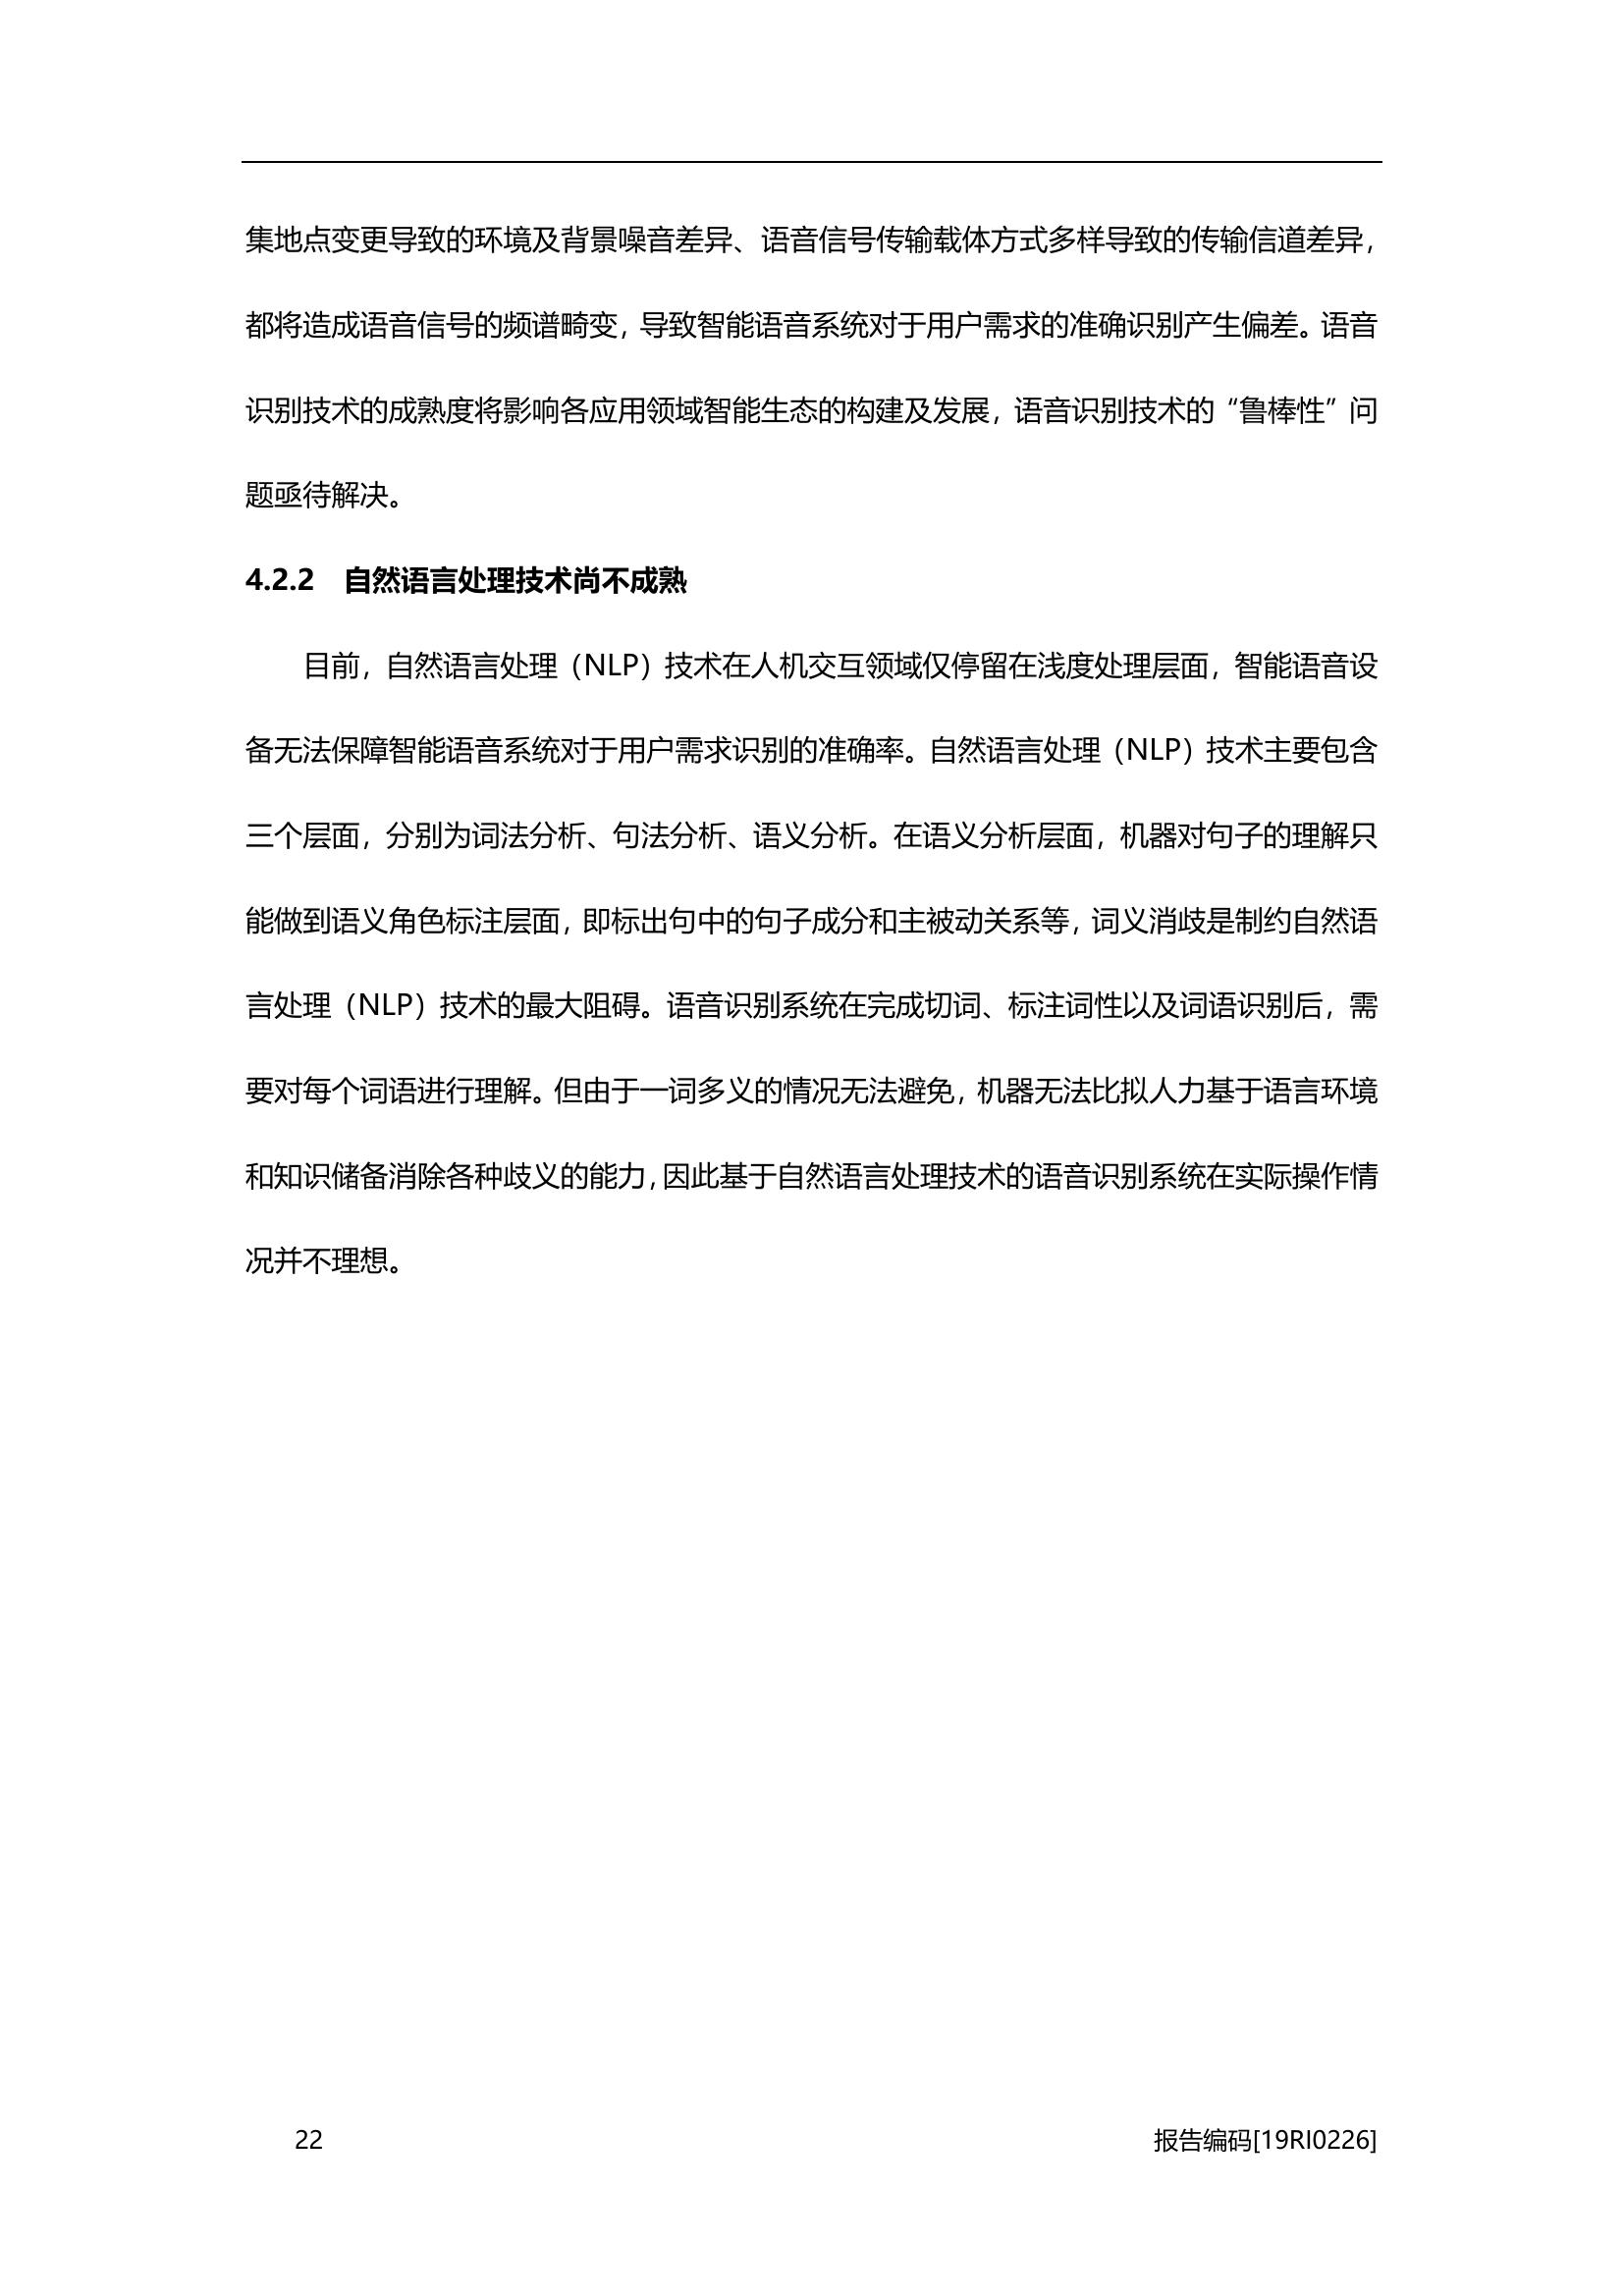 集地点变更导致的环境及背景噪音差异、语音信号传输载体方式多样导致的传输信道差异，
都将造成语音信号的频谱畸变，导致智能语音系统对于用户需求的准确识别产生偏差。语音
识别技术的成熟度将影响各应用领域智能生态的构建及发展，语音识别技术的“鲁棒性”问
题亟待解决。
4.2.2 自然语言处理技术尚不成熟
目前，自然语言处理（NLP）技术在人机交互领域仅停留在浅度处理层面，智能语音设
备无法保障智能语音系统对于用户需求识别的准确率。自然语言处理（NLP）技术主要包含
三个层面，分别为词法分析、句法分析、语义分析。在语义分析层面，机器对句子的理解只
能做到语义角色标注层面，即标出句中的句子成分和主被动关系等，词义消歧是制约自然语
言处理（NLP）技术的最大阻碍。语音识别系统在完成切词、标注词性以及词语识别后，需
要对每个词语进行理解。但由于一词多义的情况无法避免，机器无法比拟人力基于语言环境
和知识储备消除各种歧义的能力，因此基于自然语言处理技术的语音识别系统在实际操作情
况并不理想。
22 报告编码[19RI0226]